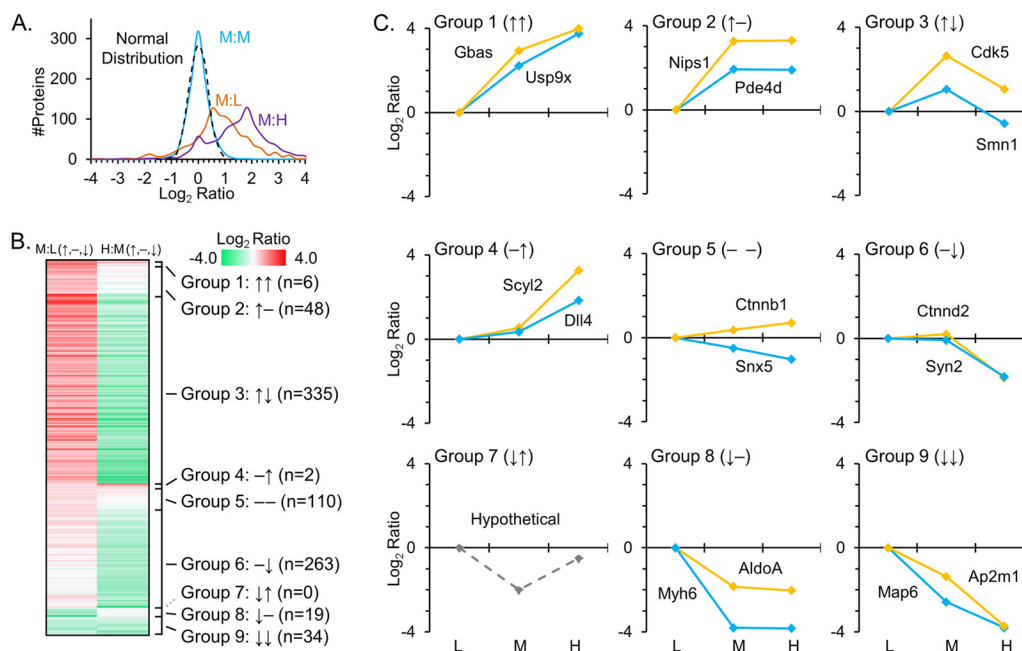 A.
Normal
Distribution
M:M
M:L
M:H
#Proteins
300
200
100
0
-4 -3 -2 -1 0 1 2 3 4
Log2 Ratio
B.
M:L(↑,–,↓) H:M(↑,–,↓)
Log2 Ratio
-4.0 4.0
Group 1: ↑↑ (n=6)
Group 2: ↑– (n=48)
Group 3: ↑↓ (n=335)
Group 4: –↑ (n=2)
Group 5: –– (n=110)
Group 6: –↓ (n=263)
Group 7: ↓↑ (n=0)
Group 8: ↓– (n=19)
Group 9: ↓↓ (n=34)
C.
Group 1 (↑↑)
4
0
-4
Log2 Ratio
Gbas
Usp9x
Group 2 (↑–)
4
0
-4
Nips1
Pde4d
Group 3 (↑↓)
4
0
-4
Cdk5
Smn1
Group 4 (–↑)
4
0
-4
Log2 Ratio
Scyl2
Dll4
Group 5 (– –)
4
0
-4
Ctnnb1
Snx5
Group 6 (–↓)
4
0
-4
Ctnnd2
Syn2
Group 7 (↓↑)
4
0
-4
Log2 Ratio
Hypothetical
L M H
Group 8 (↓–)
4
0
-4
AldoA
Myh6
L M H
Group 9 (↓↓)
4
0
-4
Ap2m1
Map6
L M H